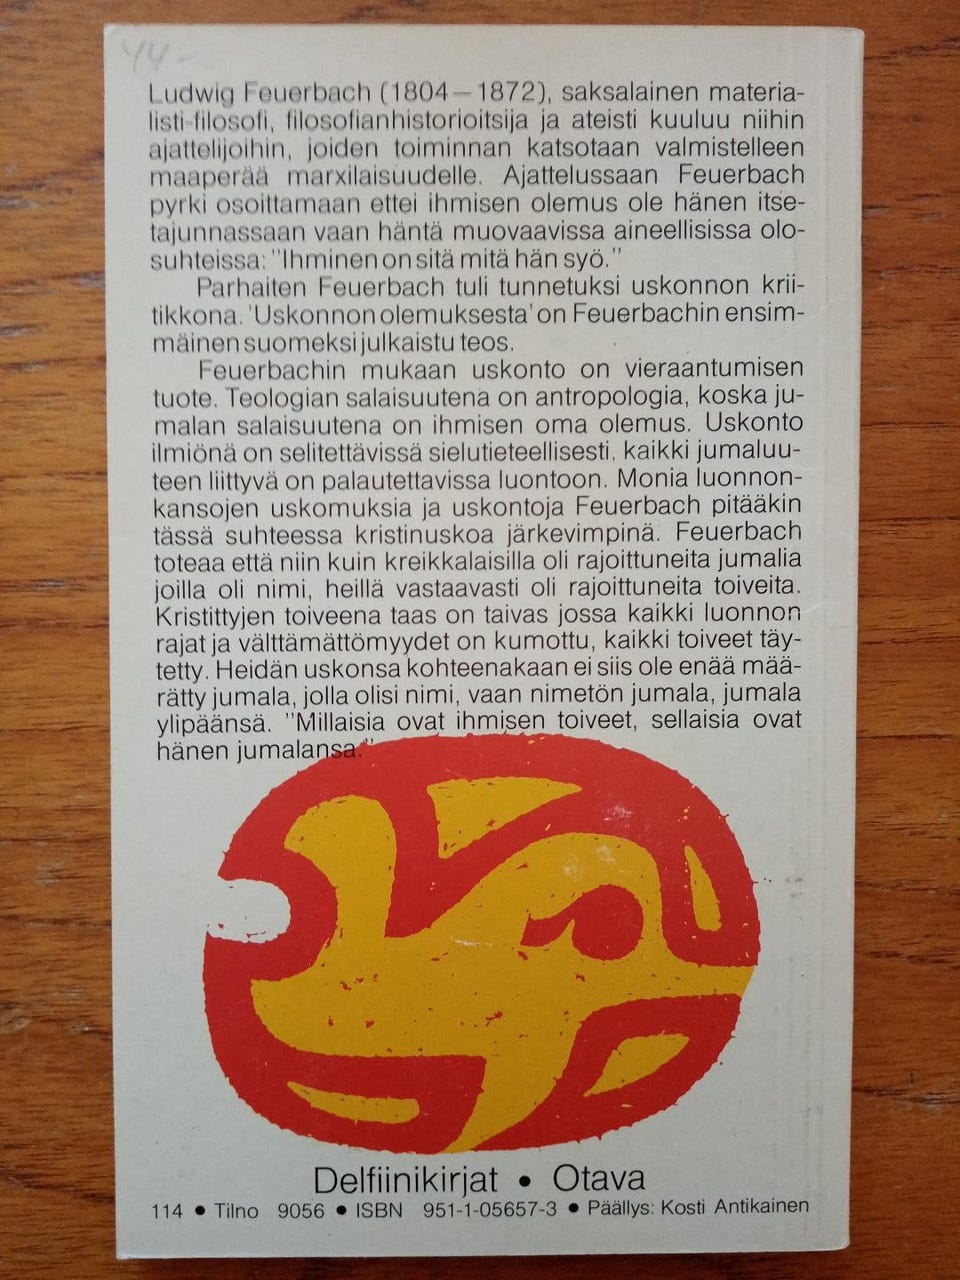 44-
Ludwig Feuerbach (1804–1872), saksalainen materia-
listi-filosofi, filosofianhistorioitsija ja ateisti kuuluu niihin
ajattelijoihin, joiden toiminnan katsotaan valmistelleen
maaperää marxilaisuudelle. Ajattelussaan Feuerbach
pyrki osoittamaan ettei ihmisen olemus ole hänen itse-
tajunnassaan vaan häntä muovaavissa aineellisissa olo-
suhteissa: "Ihminen on sitä mitä hän syö."
Parhaiten Feuerbach tuli tunnetuksi uskonnon krii-
tikkona. 'Uskonnon olemuksesta' on Feuerbachin ensim-
mäinen suomeksi julkaistu teos.
Feuerbachin mukaan uskonto on vieraantumisen
tuote. Teologian salaisuutena on antropologia, koska ju-
malan salaisuutena on ihmisen oma olemus. Uskonto
ilmiönä on selitettävissä sielutieteellisesti, kaikki jumaluu-
teen liittyvä on palautettavissa luontoon. Monia luonnon-
kansojen uskomuksia ja uskontoja Feuerbach pitääkin
tässä suhteessa kristinuskoa järkevimpinä. Feuerbach
toteaa että niin kuin kreikkalaisilla oli rajoittuneita jumalia
joilla oli nimi, heillä vastaavasti oli rajoittuneita toiveita.
Kristittyjen toiveena taas on taivas jossa kaikki luonnon
rajat ja välttämättömyydet on kumottu, kaikki toiveet täy-
tetty. Heidän uskonsa kohteenakaan ei siis ole enää mää-
rätty jumala, jolla olisi nimi, vaan nimetön jumala, jumala
ylipäänsä. "Millaisia ovat ihmisen toiveet, sellaisia ovat
hänen jumalansa."
Delfiinikirjat • Otava
114 • Tilno 9056 • ISBN 951-1-05657-3 • Päällys: Kosti Antikainen